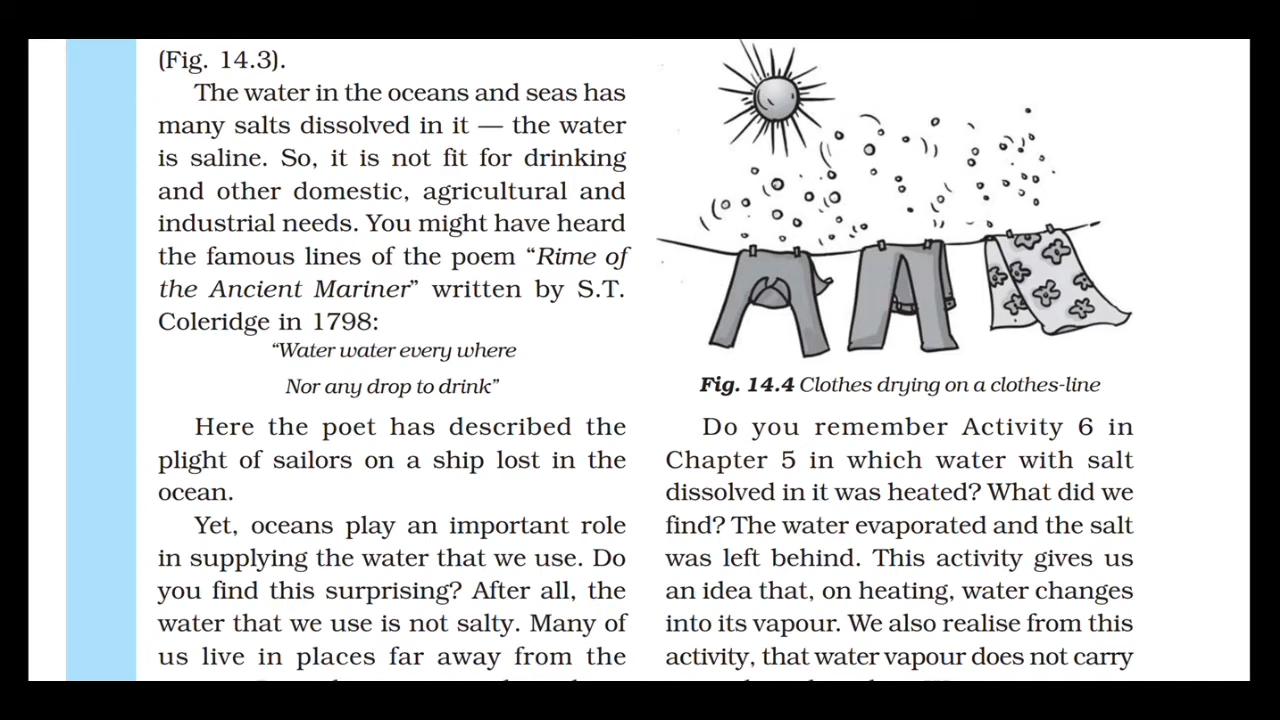 (Fig. 14.3).
The water in the oceans and seas has
many salts dissolved in it — the water
is saline. So, it is not fit for drinking
and other domestic, agricultural and
industrial needs. You might have heard
the famous lines of the poem “Rime of
the Ancient Mariner” written by S.T.
Coleridge in 1798:
“Water water every where
Nor any drop to drink”
Here the poet has described the
plight of sailors on a ship lost in the
ocean.
Yet, oceans play an important role
in supplying the water that we use. Do
you find this surprising? After all, the
water that we use is not salty. Many of
us live in places far away from the
Fig. 14.4 Clothes drying on a clothes-line
Do you remember Activity 6 in
Chapter 5 in which water with salt
dissolved in it was heated? What did we
find? The water evaporated and the salt
was left behind. This activity gives us
an idea that, on heating, water changes
into its vapour. We also realise from this
activity, that water vapour does not carry